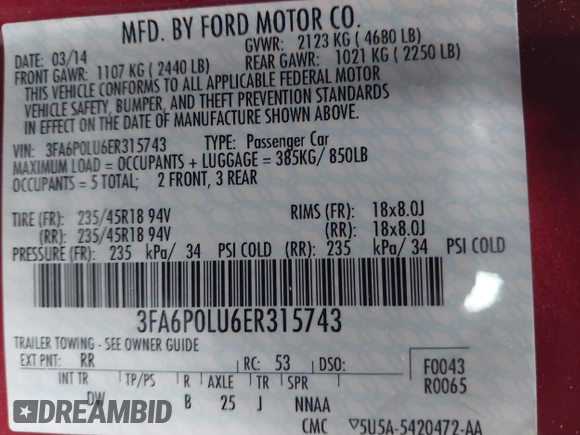 MFD. BY FORD MOTOR CO.
DATE: 03/14
GVWR: 2123 KG ( 4680 LB)
FRONT GAWR: 1107 KG ( 2440 LB)
REAR GAWR: 1021 KG ( 2250 LB)
THIS VEHICLE CONFORMS TO ALL APPLICABLE FEDERAL MOTOR
VEHICLE SAFETY, BUMPER, AND THEFT PREVENTION STANDARDS
IN EFFECT ON THE DATE OF MANUFACTURE SHOWN ABOVE.
VIN: 3FA6P0LU6ER315743 TYPE: Passenger Car
MAXIMUM LOAD = OCCUPANTS + LUGGAGE = 385KG/ 850LB
OCCUPANTS = 5 TOTAL; 2 FRONT, 3 REAR
TIRE (FR): 235/45R18 94V RIMS (FR): 18x8.0J
(RR): 235/45R18 94V (RR): 18x8.0J
PRESSURE (FR): 235 kPa/ 34 PSI COLD (RR): 235 kPa/ 34 PSI COLD
3FA6P0LU6ER315743
TRAILER TOWING - SEE OWNER GUIDE
EXT PNT: RR RC: 53 DSO: F0043
R0065
INT TR TP/PS R AXLE TR SPR
DW B 25 J NNAA
CMC ▽5U5A-5420472-AA
DREAMBID